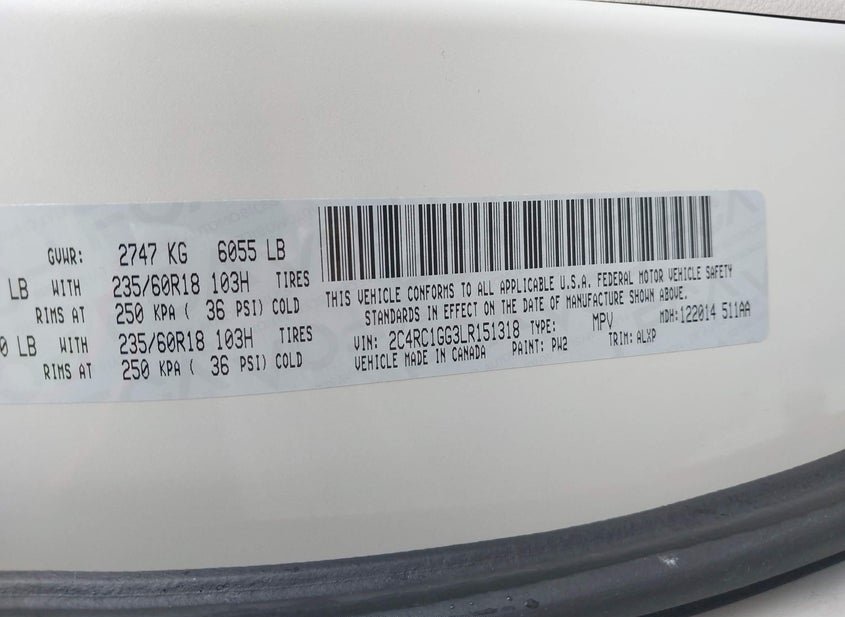 GVWR: 2747 KG 6055 LB
LB WITH 235/60R18 103H TIRES
RIMS AT 250 KPA ( 36 PSI) COLD
0 LB WITH 235/60R18 103H TIRES
RIMS AT 250 KPA ( 36 PSI) COLD
THIS VEHICLE CONFORMS TO ALL APPLICABLE U.S.A. FEDERAL MOTOR VEHICLE SAFETY
STANDARDS IN EFFECT ON THE DATE OF MANUFACTURE SHOWN ABOVE.
VIN: 2C4RC1GG3LR151318 TYPE: MPV MDH:122014 511AA
VEHICLE MADE IN CANADA PAINT: PW2 TRIM: ALXP